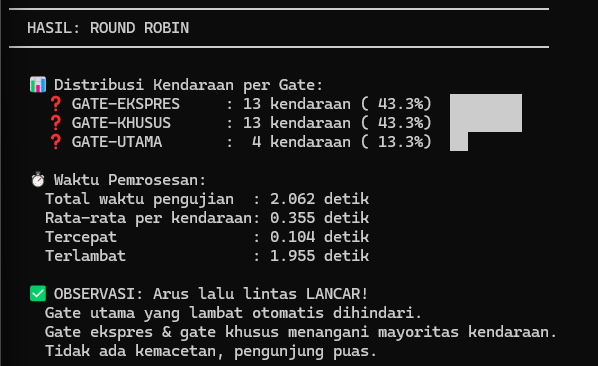 HASIL: ROUND ROBIN
📊 Distribusi Kendaraan per Gate:
❓ GATE-EKSPRES : 13 kendaraan ( 43.3%)
❓ GATE-KHUSUS : 13 kendaraan ( 43.3%)
❓ GATE-UTAMA : 4 kendaraan ( 13.3%)
⏱️ Waktu Pemrosesan:
Total waktu pengujian : 2.062 detik
Rata-rata per kendaraan: 0.355 detik
Tercepat : 0.104 detik
Terlambat : 1.955 detik
✅ OBSERVASI: Arus lalu lintas LANCAR!
Gate utama yang lambat otomatis dihindari.
Gate ekspres & gate khusus menangani mayoritas kendaraan.
Tidak ada kemacetan, pengunjung puas.